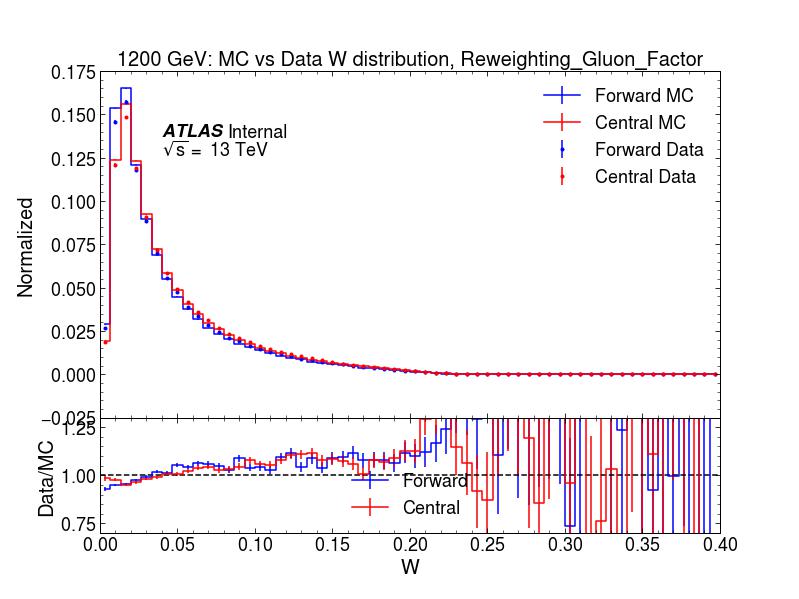 1200 GeV: MC vs Data W distribution, Reweighting_Gluon_Factor
0.175
0.150
0.125
0.100
0.075
0.050
0.025
0.000
−0.025
Normalized
ATLAS Internal
√s = 13 TeV
Forward MC
Central MC
Forward Data
Central Data
1.25
1.00
0.75
Data/MC
Forward
Central
0.00 0.05 0.10 0.15 0.20 0.25 0.30 0.35 0.40
W